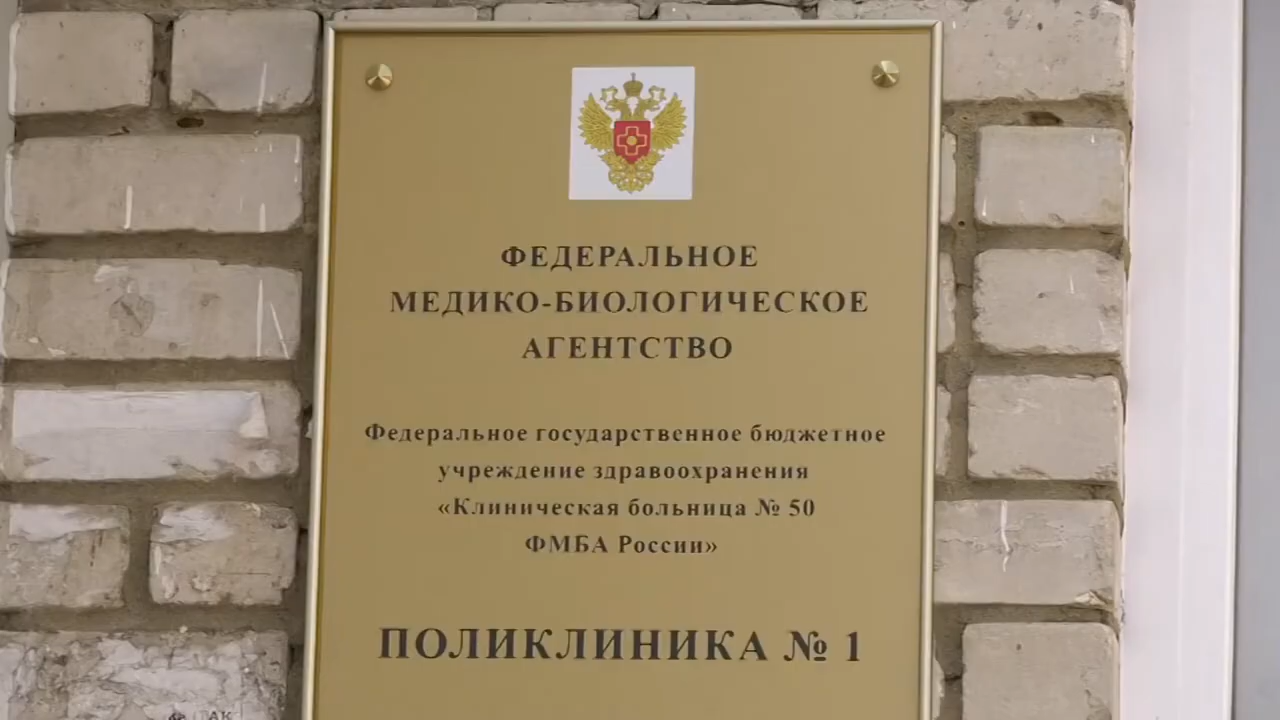 ФЕДЕРАЛЬНОЕ
МЕДИКО-БИОЛОГИЧЕСКОЕ
АГЕНТСТВО
Федеральное государственное бюджетное
учреждение здравоохранения
«Клиническая больница № 50
ФМБА России»
ПОЛИКЛИНИКА № 1